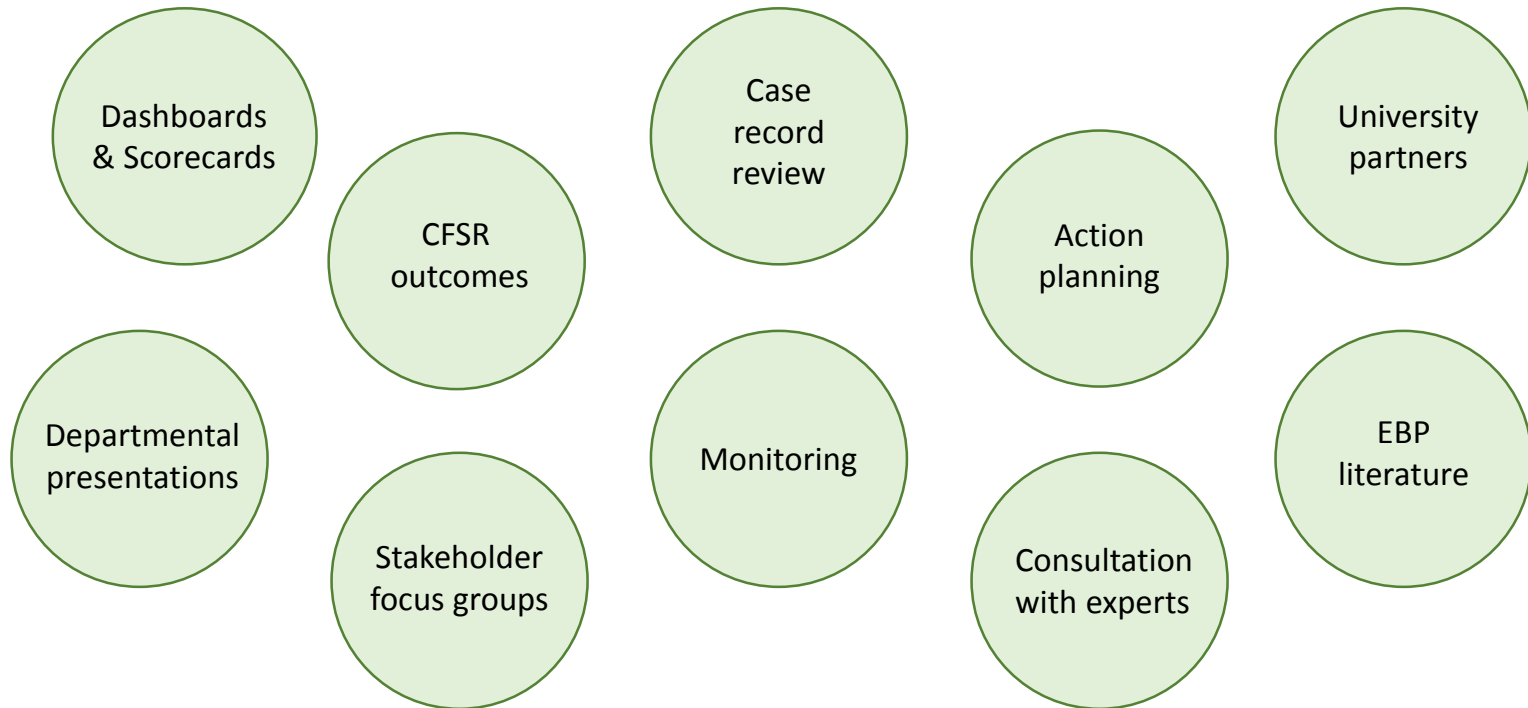 Dashboards
& Scorecards
CFSR
outcomes
Case
record
review
Action
planning
University
partners
Departmental
presentations
Stakeholder
focus groups
Monitoring
Consultation
with experts
EBP
literature